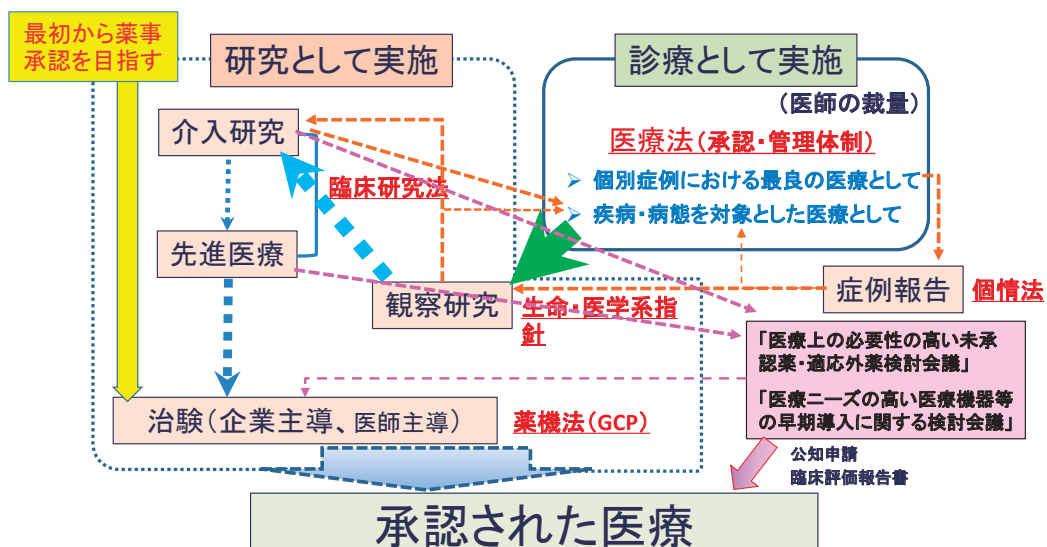 最初から薬事
承認を目指す
研究として実施
診療として実施
（医師の裁量）
医療法（承認・管理体制）
➢ 個別症例における最良の医療として
➢ 疾病・病態を対象とした医療として
介入研究
臨床研究法
先進医療
観察研究
生命・医学系指
針
症例報告
個情法
「医療上の必要性の高い未承
認薬・適応外薬検討会議」
「医療ニーズの高い医療機器等
の早期導入に関する検討会議」
治験（企業主導、医師主導）
薬機法（GCP）
公知申請
臨床評価報告書
承認された医療